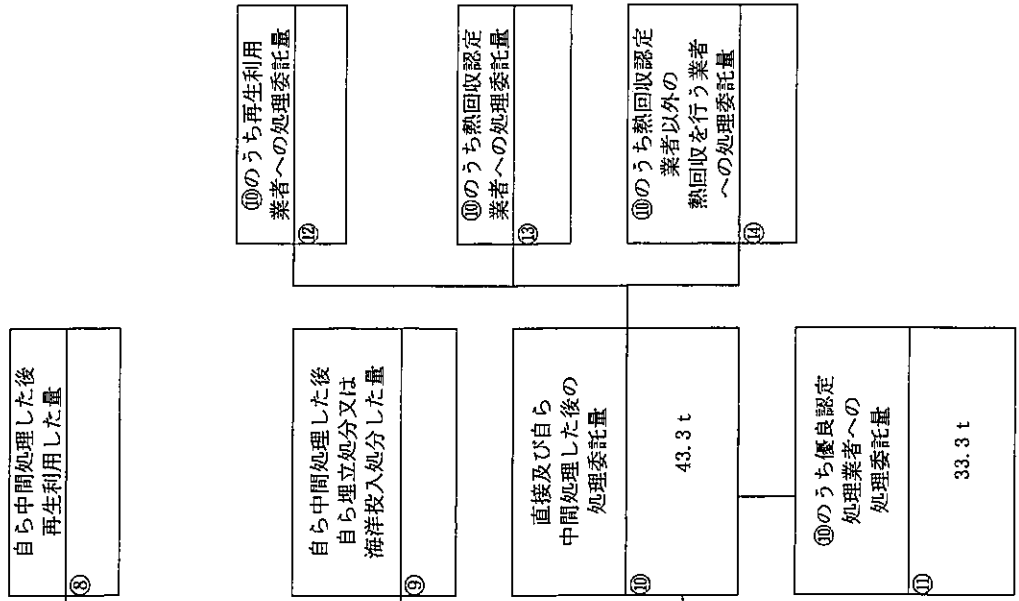 自ら中間処理した後
再生利用した量
⑧
自ら中間処理した後
自ら埋立処分又は
海洋投入処分した量
⑨
直接及び自ら
中間処理した後の
処理委託量
⑩
43.3 t
⑩のうち優良認定
処理業者への
処理委託量
⑪
33.3 t
⑩のうち再生利用
業者への処理委託量
⑫
⑩のうち熱回収認定
業者への処理委託量
⑬
⑩のうち熱回収認定
業者以外の
熱回収を行う業者
への処理委託量
⑭